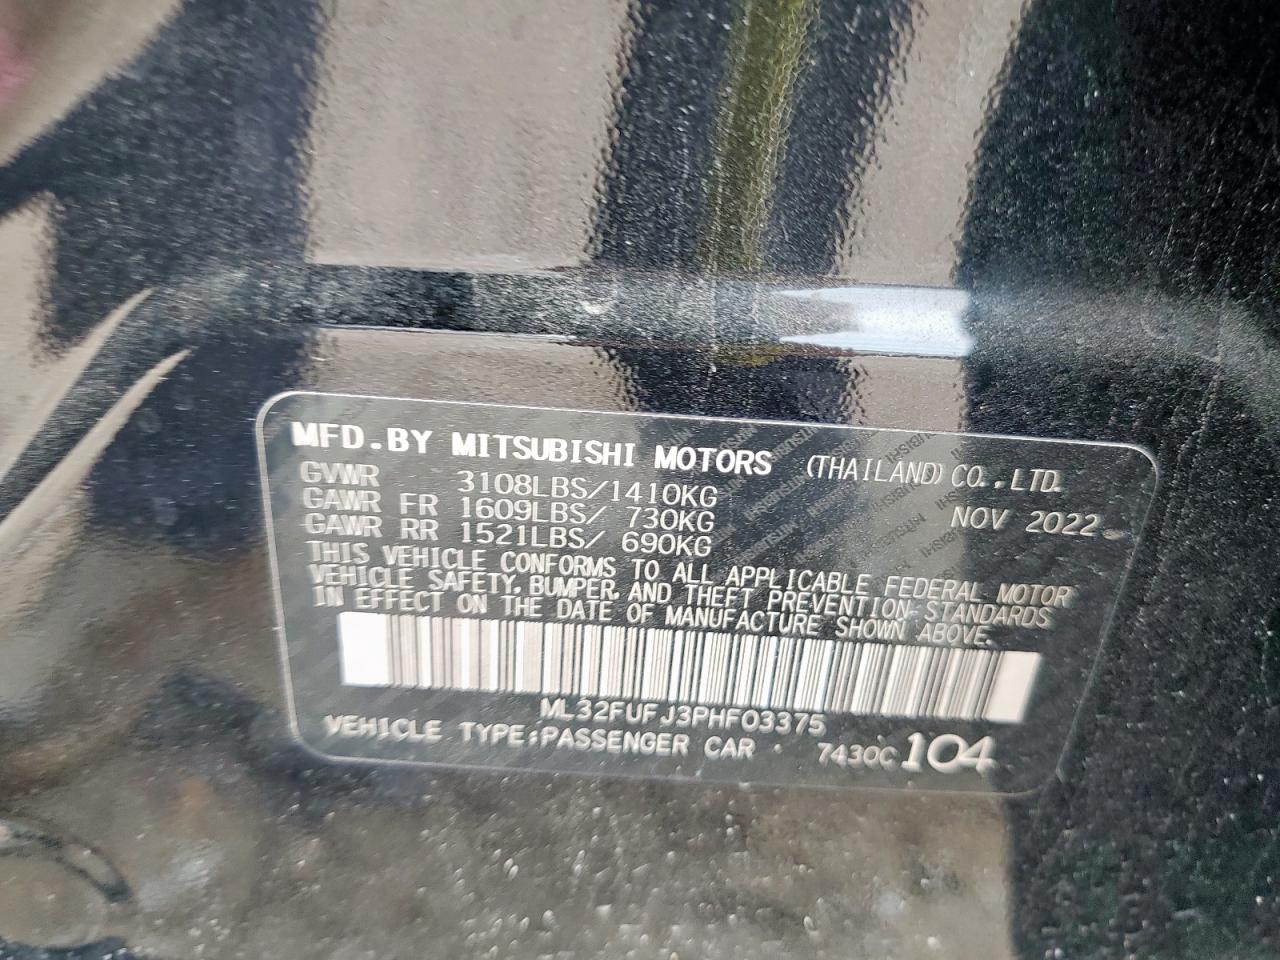 MFD.BY MITSUBISHI MOTORS (THAILAND)CO.,LTD.
GVWR 3108LBS/1410KG
GAWR FR 1609LBS/ 730KG NOV 2022
GAWR RR 1521LBS/ 690KG
THIS VEHICLE CONFORMS TO ALL APPLICABLE FEDERAL MOTOR
VEHICLE SAFETY, BUMPER, AND THEFT PREVENTION STANDARDS
IN EFFECT ON THE DATE OF MANUFACTURE SHOWN ABOVE.
ML32FUFJ3PHF03375
VEHICLE TYPE:PASSENGER CAR 7430C 104